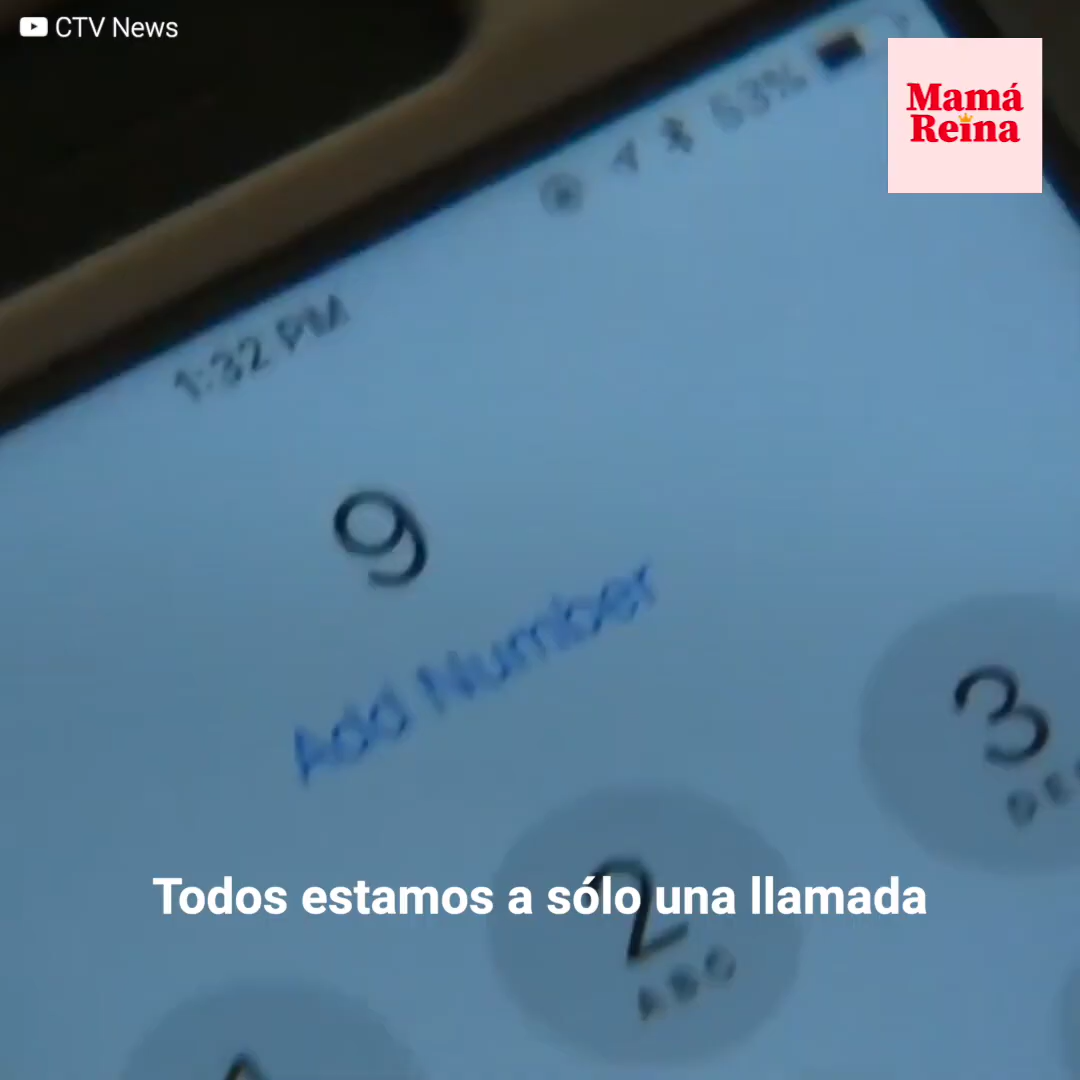 CTV News
Mamá
Reina
53%
1:32 PM
9
Add Number
3
2
ABC
Todos estamos a sólo una llamada